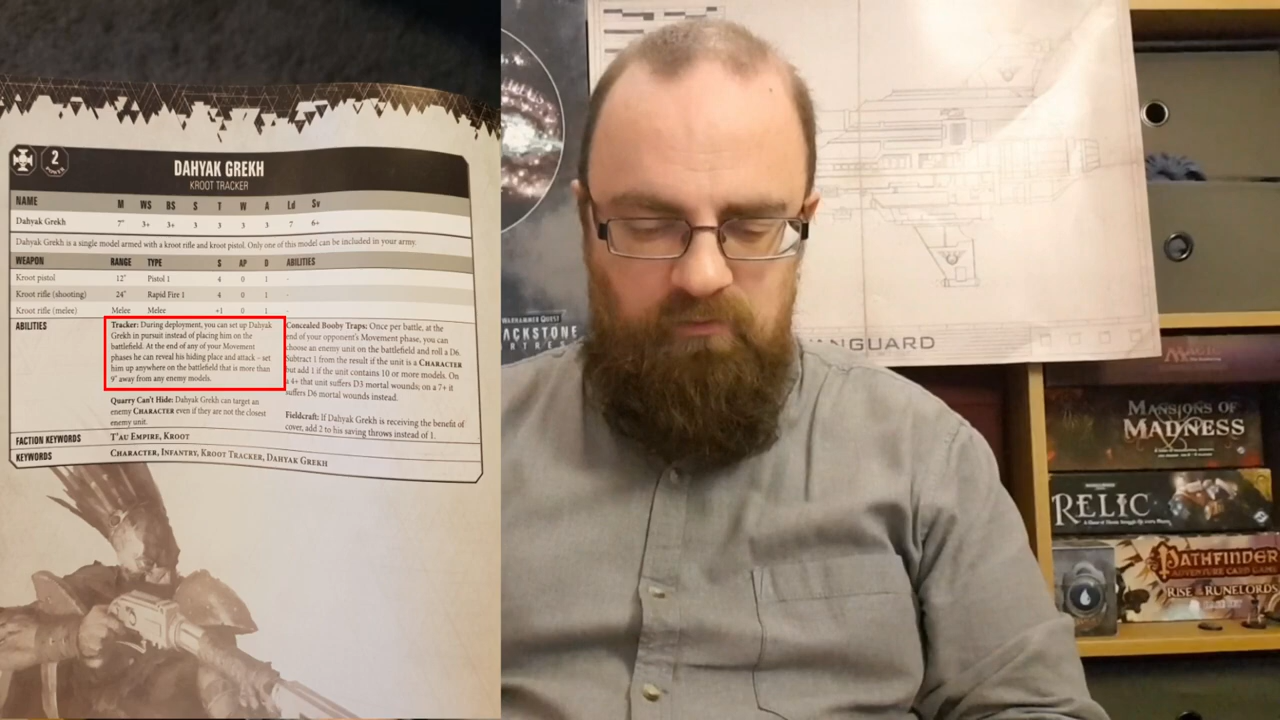 2
POWER
DAHYAK GREKH
KROOT TRACKER
NAME M WS BS S T W A Ld Sv
Dahyak Grekh 7" 3+ 3+ 3 3 3 3 7 6+
Dahyak Grekh is a single model armed with a kroot rifle and kroot pistol. Only one of this model can be included in your army.
WEAPON RANGE TYPE S AP D ABILITIES
Kroot pistol 12" Pistol 1 4 0 1 -
Kroot rifle (shooting) 24" Rapid Fire 1 4 0 1 -
Kroot rifle (melee) Melee Melee +1 0 1 -
ABILITIES
Tracker: During deployment, you can set up Dahyak
Grekh in pursuit instead of placing him on the
battlefield. At the end of any of your Movement
phases he can reveal his hiding place and attack – set
him up anywhere on the battlefield that is more than
9" away from any enemy models.
Quarry Can't Hide: Dahyak Grekh can target an
enemy CHARACTER even if they are not the closest
enemy unit.
Concealed Booby Traps: Once per battle, at the
end of your opponent's Movement phase, you can
choose an enemy unit on the battlefield and roll a D6.
Subtract 1 from the result if the unit is a CHARACTER
but add 1 if the unit contains 10 or more models. On
a 4+ that unit suffers D3 mortal wounds; on a 7+ it
suffers D6 mortal wounds instead.
Fieldcraft: If Dahyak Grekh is receiving the benefit of
cover, add 2 to his saving throws instead of 1.
FACTION KEYWORDS T'AU EMPIRE, KROOT
KEYWORDS CHARACTER, INFANTRY, KROOT TRACKER, DAHYAK GREKH
WARHAMMER QUEST
ACKSTONE
RTRES
VANGUARD
MAGIC
MANSIONS OF
MADNESS
RELIC
PATHFINDER
ADVENTURE CARD GAME
RISE OF THE RUNELORDS
BASE SET